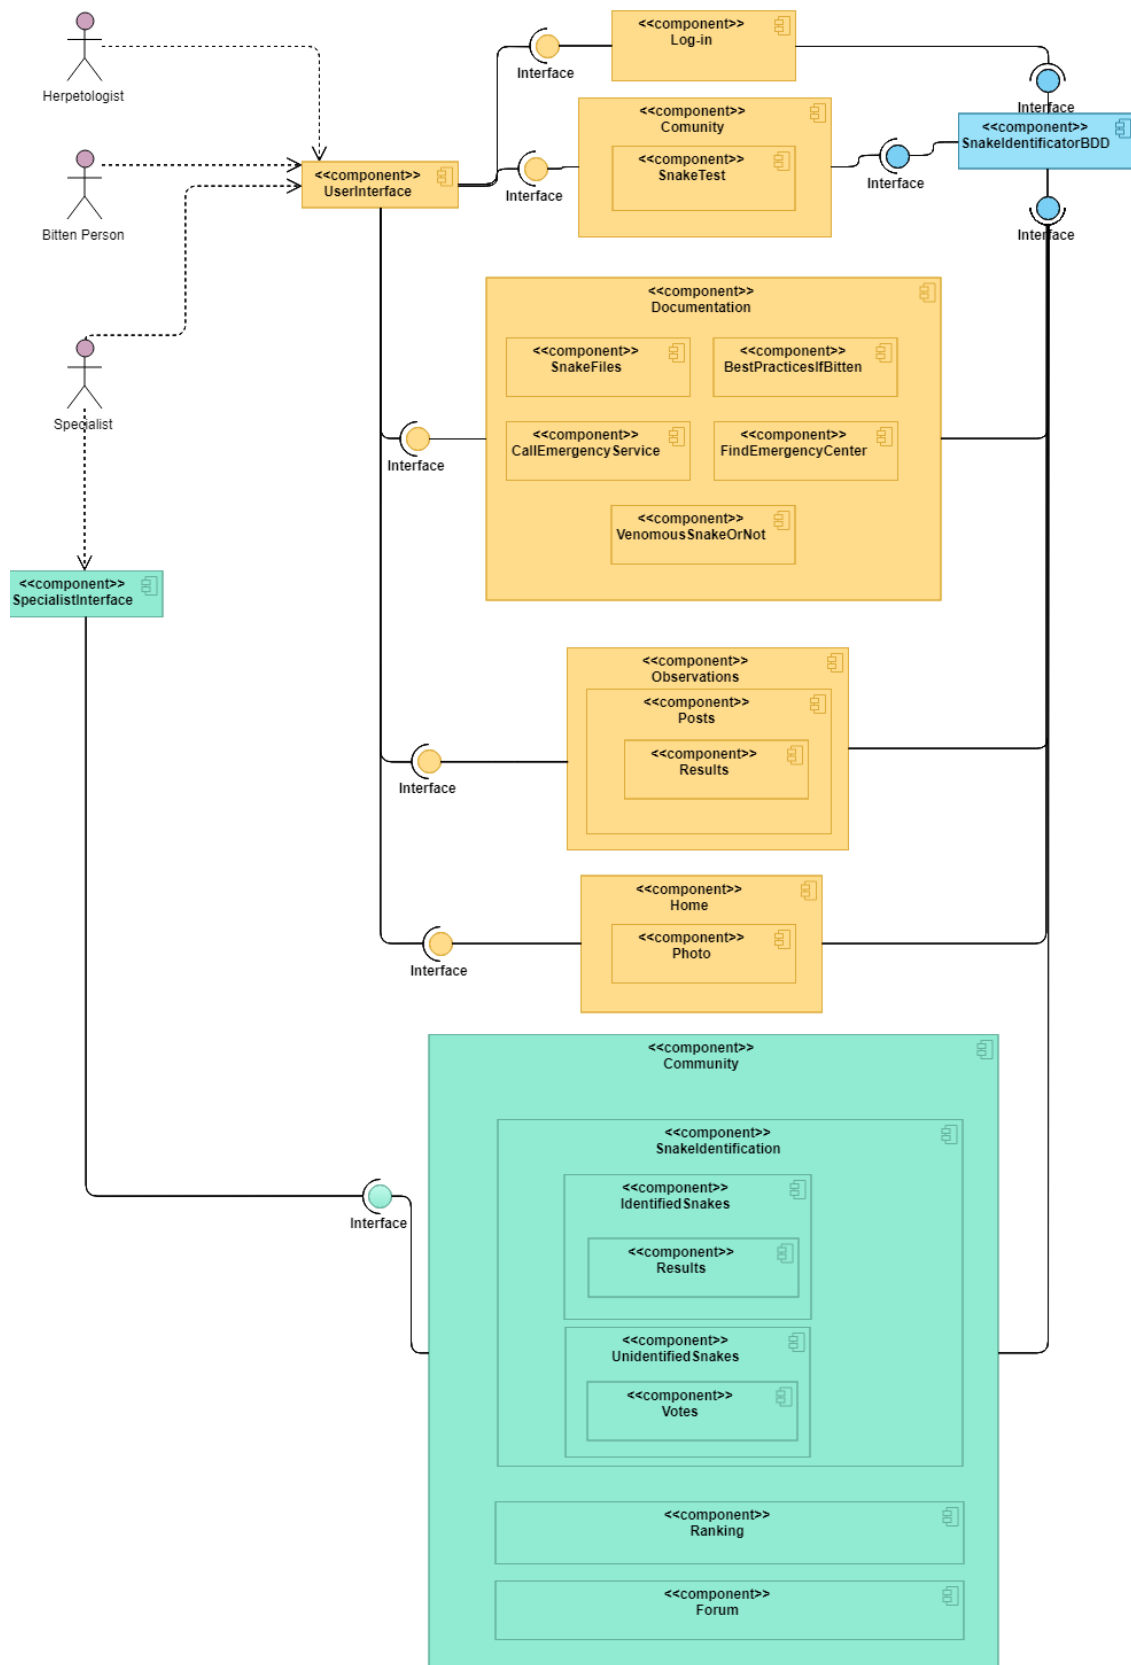 Herpetologist
Bitten Person
Specialist
<<component>>
UserInterface
<<component>>
SpecialistInterface
Interface
<<component>>
Log-in
Interface
Interface
<<component>>
Comunity
<<component>>
SnakeTest
Interface
<<component>>
SnakeIdentificatorBDD
Interface
Interface
<<component>>
Documentation
<<component>>
SnakeFiles
<<component>>
BestPracticesIfBitten
<<component>>
CallEmergencyService
<<component>>
FindEmergencyCenter
<<component>>
VenomousSnakeOrNot
Interface
<<component>>
Observations
<<component>>
Posts
<<component>>
Results
Interface
<<component>>
Home
<<component>>
Photo
Interface
<<component>>
Community
<<component>>
SnakeIdentification
<<component>>
IdentifiedSnakes
<<component>>
Results
<<component>>
UnidentifiedSnakes
<<component>>
Votes
<<component>>
Ranking
<<component>>
Forum